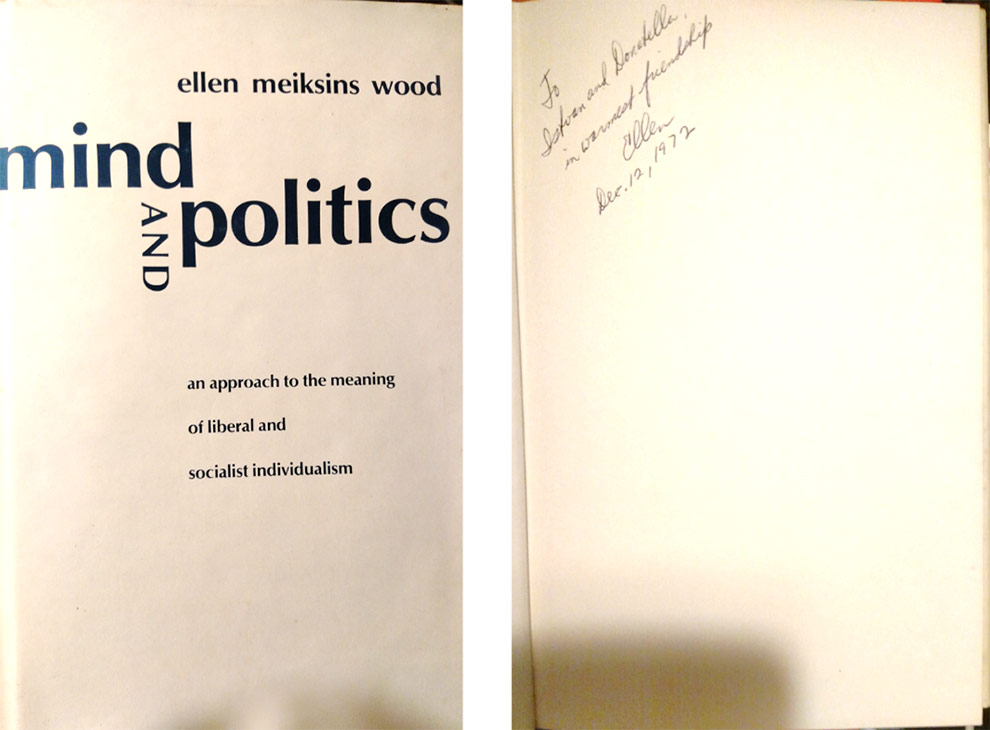 ellen meiksins wood
mind
AND
politics
an approach to the meaning
of liberal and
socialist individualism
To
Istvan and Donatella,
in warmest friendship
Ellen
Dec. 12, 1972